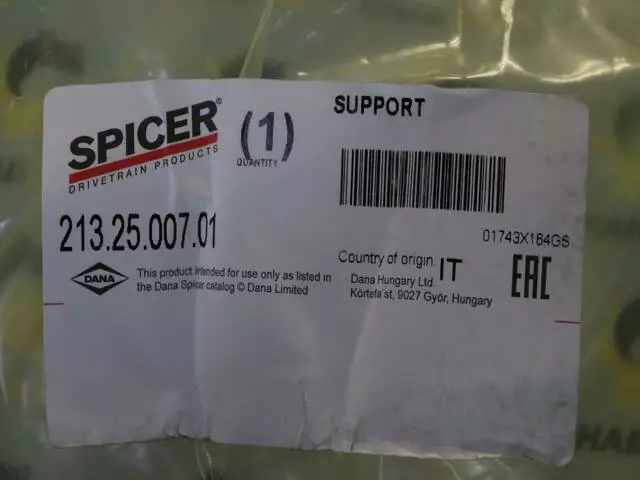 SPICER®
DRIVETRAIN PRODUCTS
(1)
QUANTITY
SUPPORT
213.25.007.01
01743X164GS
DANA
This product intended for use only as listed in
the Dana Spicer catalog © Dana Limited
Country of origin IT
Dana Hungary Ltd.
Körtefa st, 9027 Győr, Hungary
EAC